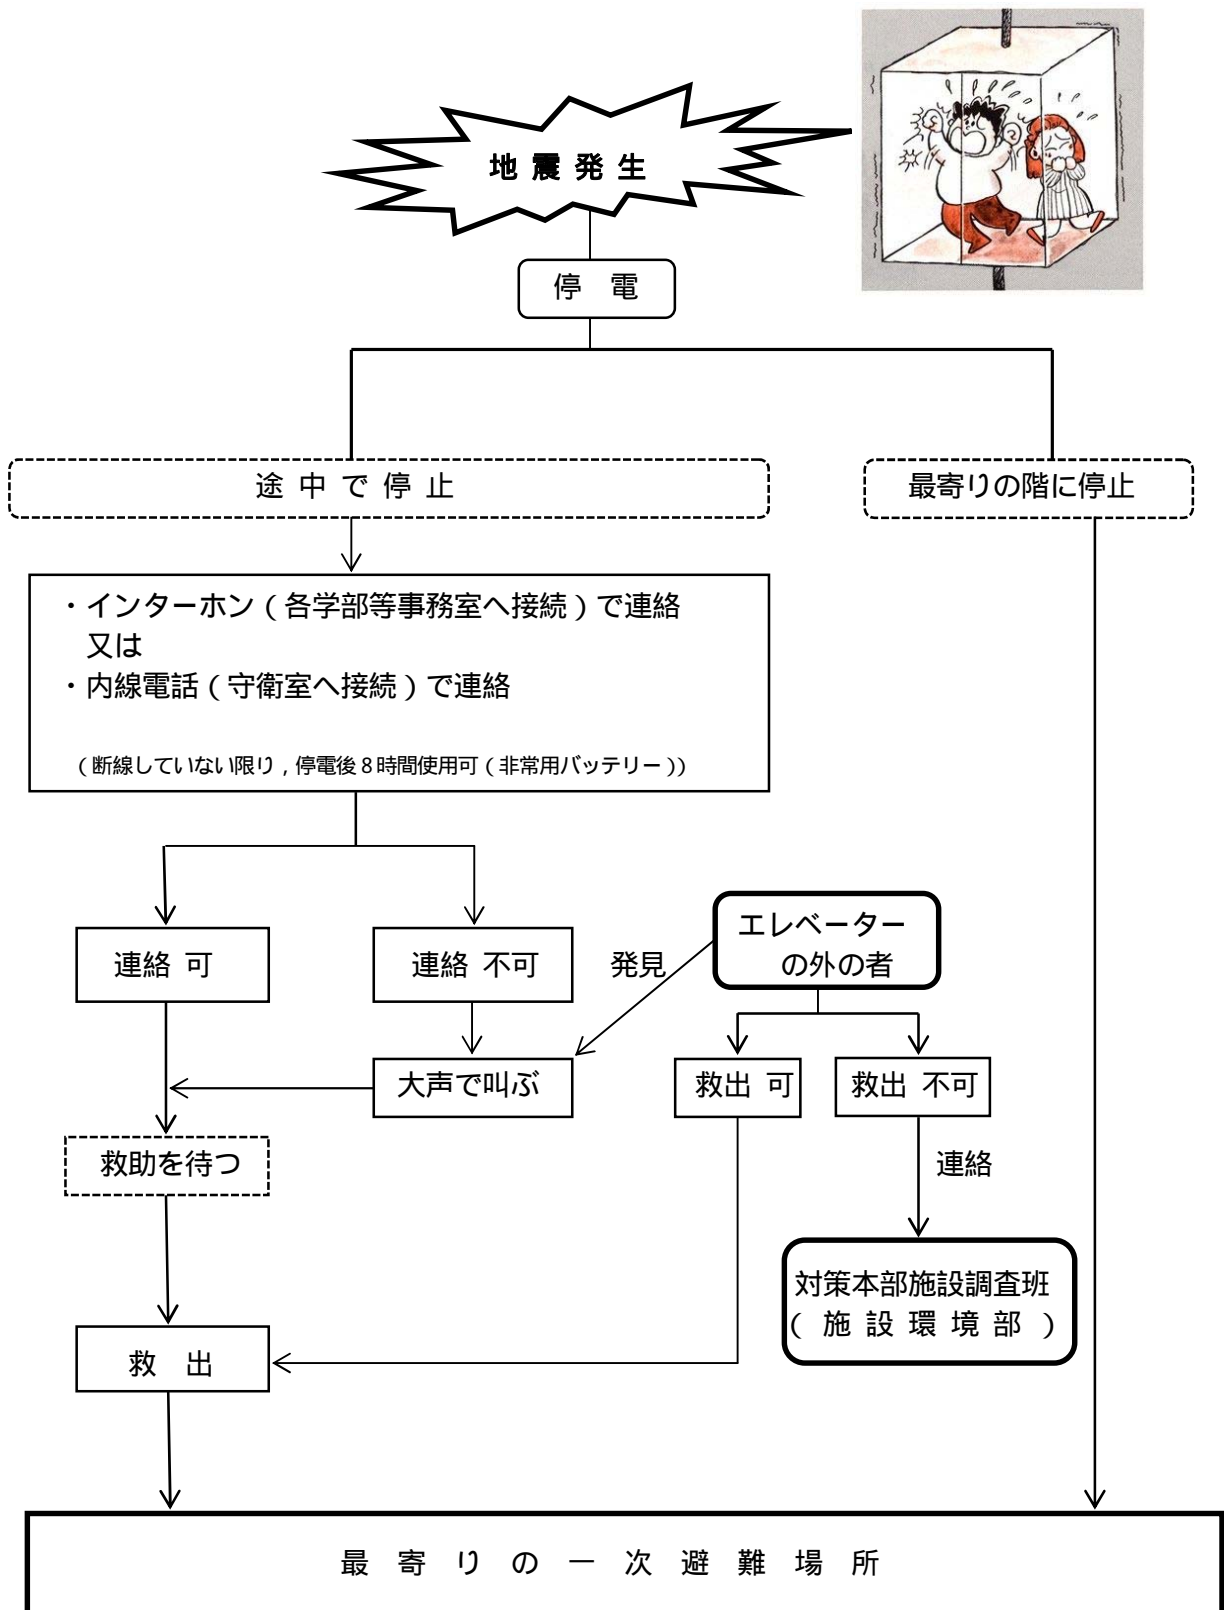 地震発生
停電
途中で停止
最寄りの階に停止
・インターホン(各学部等事務室へ接続)で連絡
又は
・内線電話(守衛室へ接続)で連絡
(断線していない限り,停電後8時間使用可(非常用バッテリー))
連絡 可
連絡 不可
発見
エレベーター
の外の者
大声で叫ぶ
救出 可
救出 不可
救助を待つ
連絡
対策本部施設調査班
(施設環境部)
救出
最寄りの一次避難場所